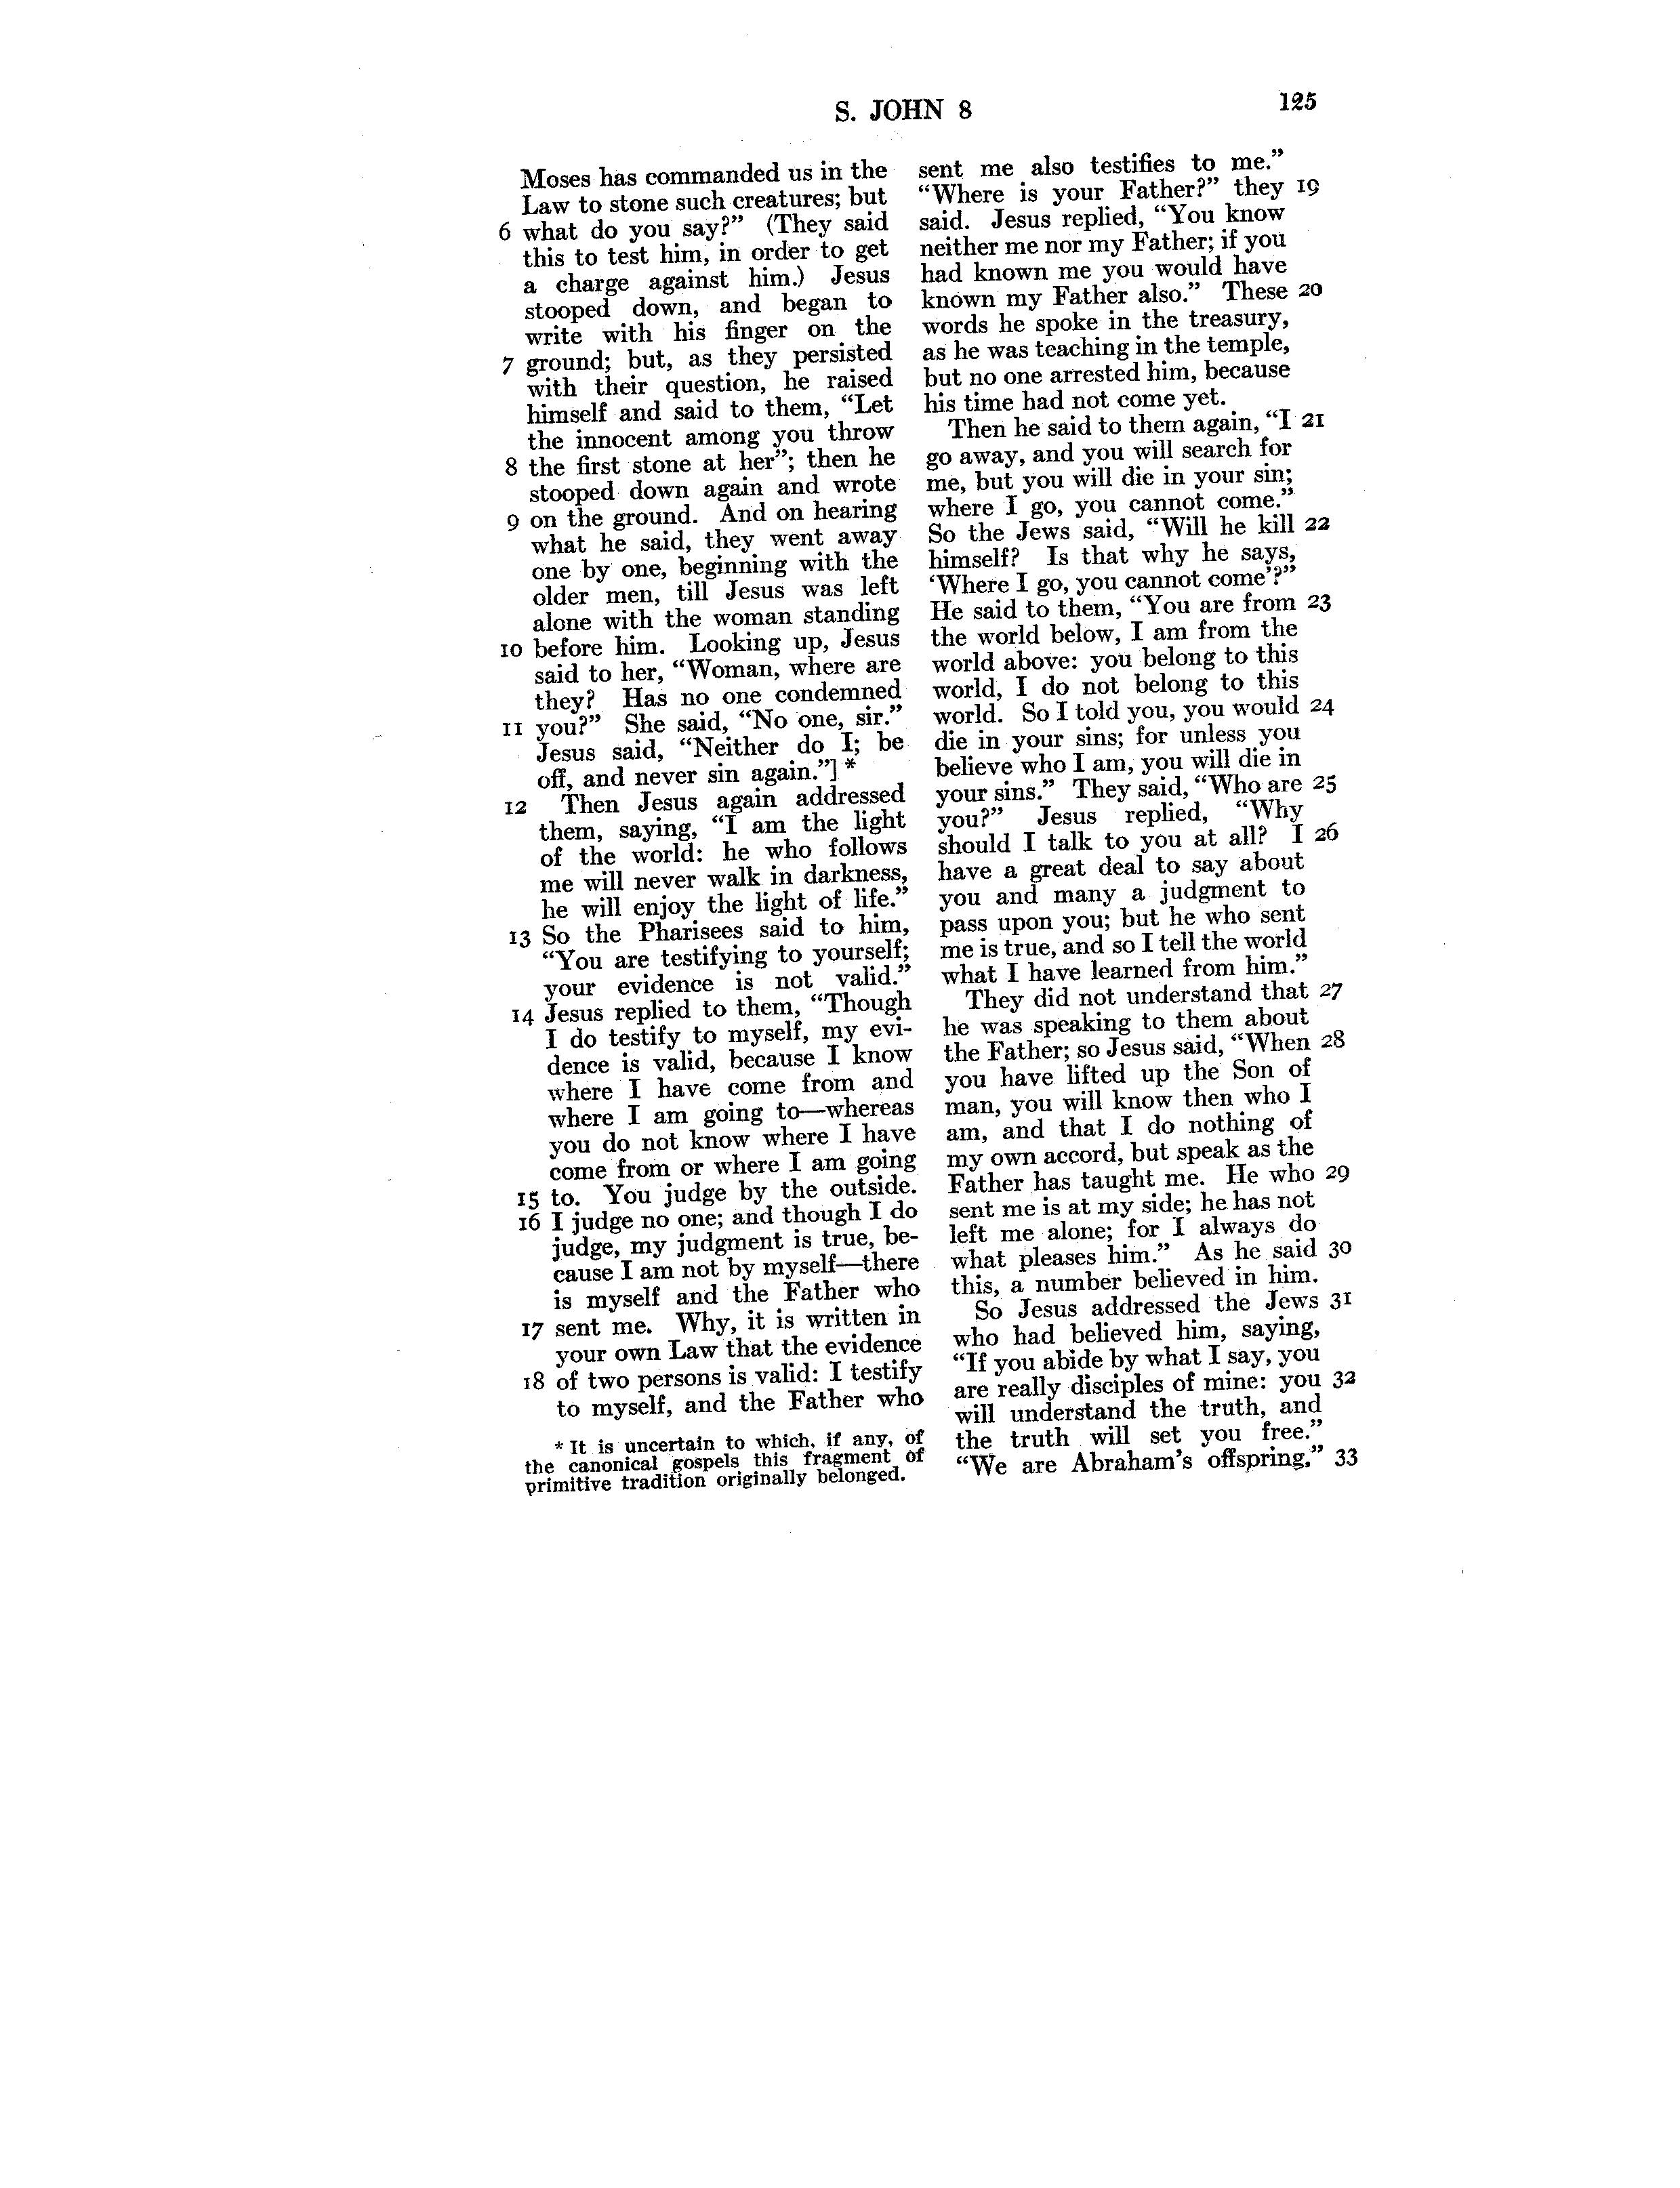 S. JOHN 8
125
Moses has commanded us in the
Law to stone such creatures; but
6 what do you say?” (They said
this to test him, in order to get
a charge against him.) Jesus
stooped down, and began to
write with his finger on the
7 ground; but, as they persisted
with their question, he raised
himself and said to them, “Let
the innocent among you throw
8 the first stone at her”; then he
stooped down again and wrote
9 on the ground. And on hearing
what he said, they went away
one by one, beginning with the
older men, till Jesus was left
alone with the woman standing
10 before him. Looking up, Jesus
said to her, “Woman, where are
they? Has no one condemned
11 you?” She said, “No one, sir.”
Jesus said, “Neither do I; be
off, and never sin again.”] *
12 Then Jesus again addressed
them, saying, “I am the light
of the world: he who follows
me will never walk in darkness,
he will enjoy the light of life.”
13 So the Pharisees said to him,
“You are testifying to yourself;
your evidence is not valid.”
14 Jesus replied to them, “Though
I do testify to myself, my evi-
dence is valid, because I know
where I have come from and
where I am going to—whereas
you do not know where I have
come from or where I am going
15 to. You judge by the outside.
16 I judge no one; and though I do
judge, my judgment is true, be-
cause I am not by myself—there
is myself and the Father who
17 sent me. Why, it is written in
your own Law that the evidence
18 of two persons is valid: I testify
to myself, and the Father who
* It is uncertain to which, if any, of
the canonical gospels this fragment of
primitive tradition originally belonged.
sent me also testifies to me.”
“Where is your Father?” they 19
said. Jesus replied, “You know
neither me nor my Father; if you
had known me you would have
known my Father also.” These 20
words he spoke in the treasury,
as he was teaching in the temple,
but no one arrested him, because
his time had not come yet.
Then he said to them again, “I 21
go away, and you will search for
me, but you will die in your sin;
where I go, you cannot come.”
So the Jews said, “Will he kill 22
himself? Is that why he says,
‘Where I go, you cannot come’?”
He said to them, “You are from 23
the world below, I am from the
world above: you belong to this
world, I do not belong to this
world. So I told you, you would 24
die in your sins; for unless you
believe who I am, you will die in
your sins.” They said, “Who are 25
you?” Jesus replied, “Why
should I talk to you at all? I 26
have a great deal to say about
you and many a judgment to
pass upon you; but he who sent
me is true, and so I tell the world
what I have learned from him.”
They did not understand that 27
he was speaking to them about
the Father; so Jesus said, “When 28
you have lifted up the Son of
man, you will know then who I
am, and that I do nothing of
my own accord, but speak as the
Father has taught me. He who 29
sent me is at my side; he has not
left me alone; for I always do
what pleases him.” As he said 30
this, a number believed in him.
So Jesus addressed the Jews 31
who had believed him, saying,
“If you abide by what I say, you
are really disciples of mine: you 32
will understand the truth, and
the truth will set you free.”
“We are Abraham’s offspring,” 33